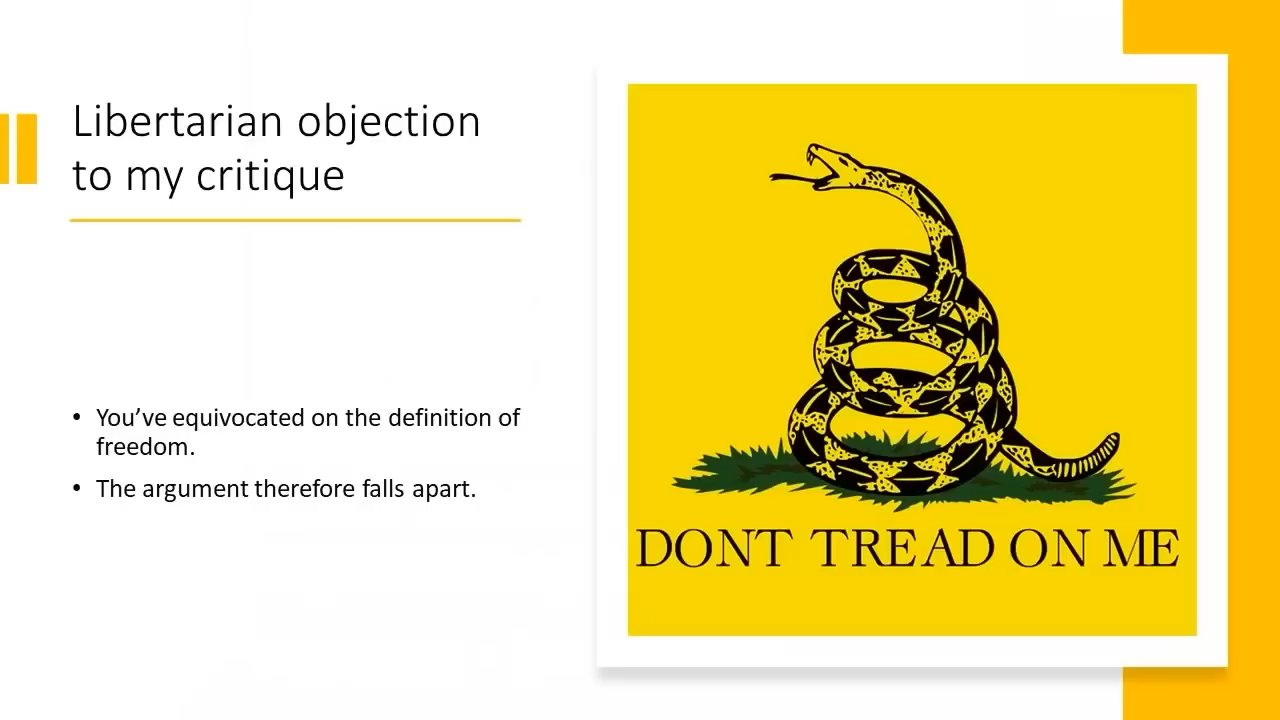 Libertarian objection
to my critique
• You’ve equivocated on the definition of
freedom.
• The argument therefore falls apart.
DONT TREAD ON ME